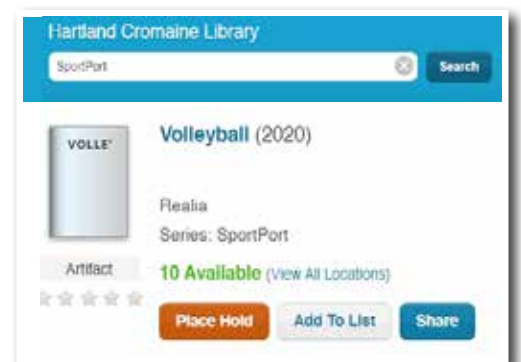 Hartland Cromaine Library
SportPort
Search
VOLLE'
Volleyball (2020)
Realia
Series: SportPort
Artifact
10 Available (View All Locations)
Place Hold
Add To List
Share